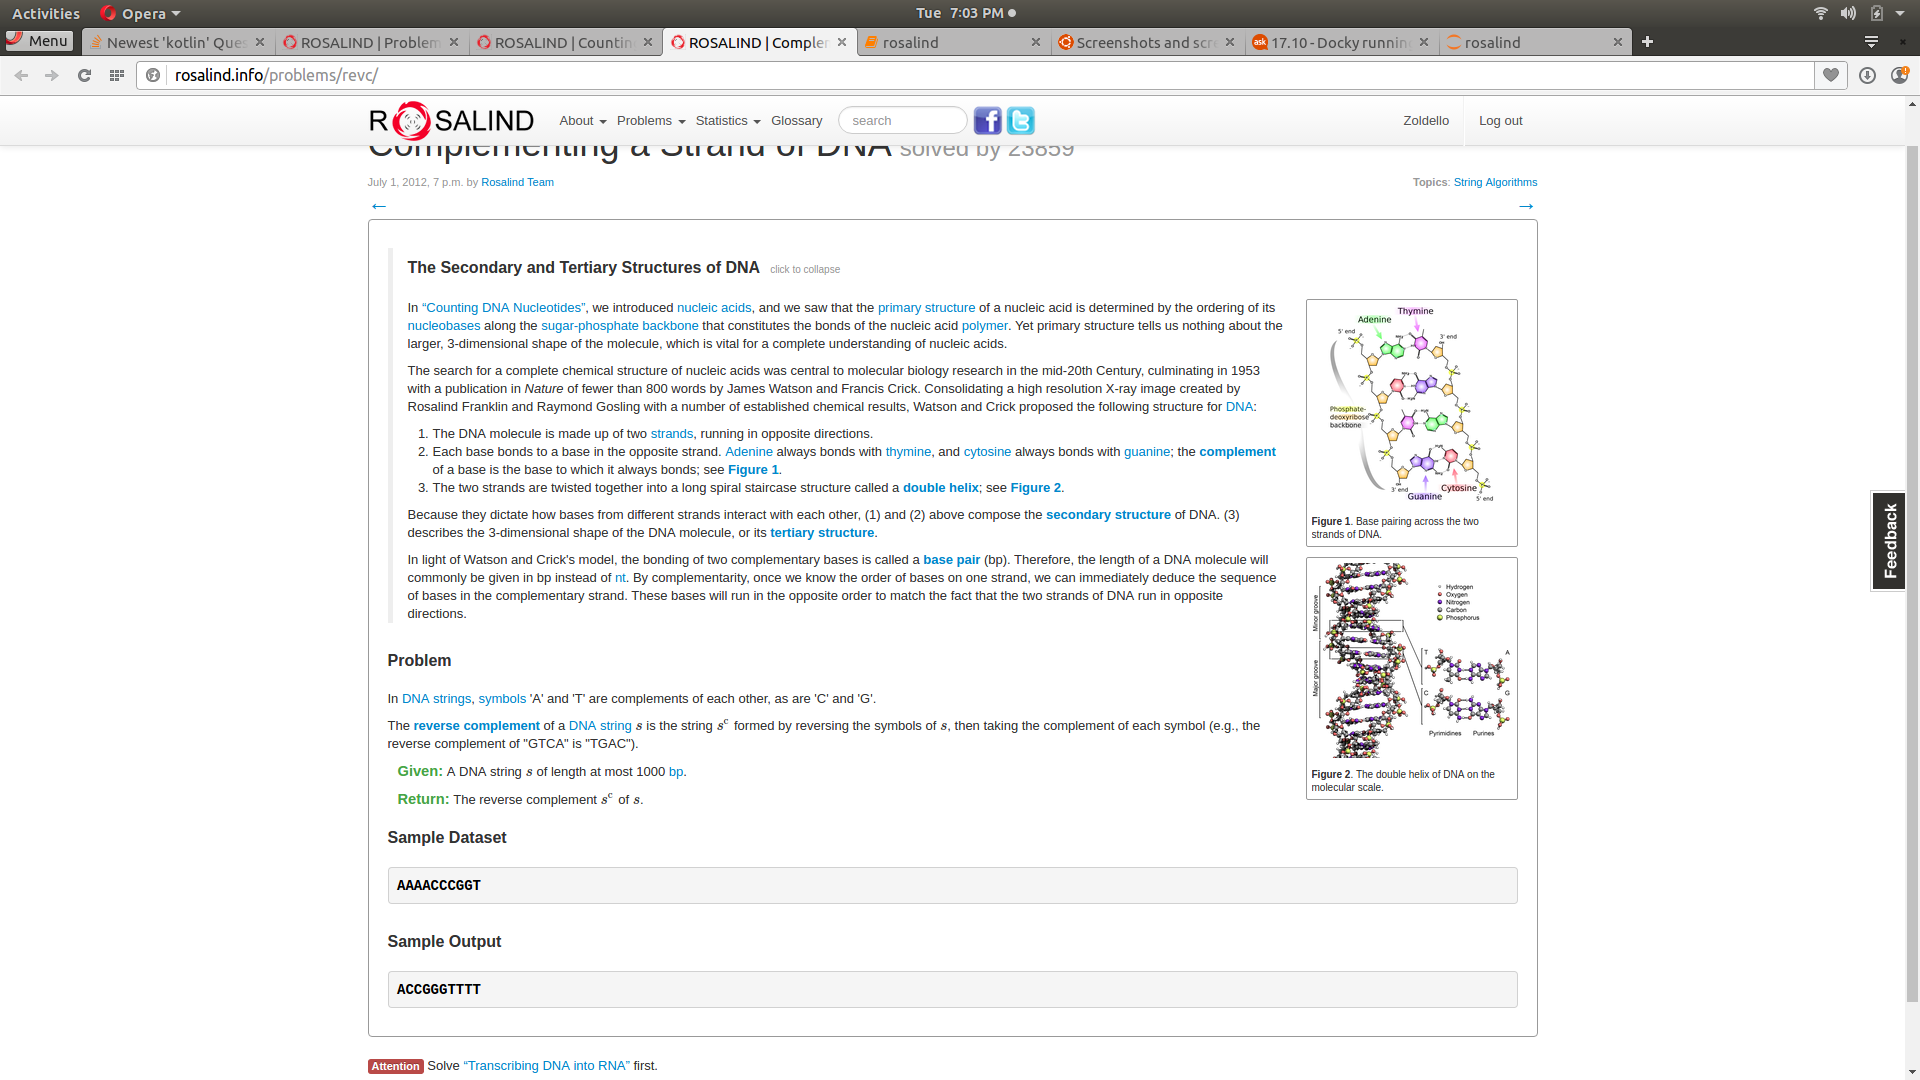 Activities Opera Tue 7:03 PM
Menu Newest 'kotlin' Ques ROSALIND | Problem ROSALIND | Countin ROSALIND | Complem rosalind Screenshots and scre 17.10 - Docky running rosalind
rosalind.info/problems/revc/
ROSALIND About Problems Statistics Glossary search Zoldello Log out
Complementing a Strand of DNA solved by 23859
July 1, 2012, 7 p.m. by Rosalind Team Topics: String Algorithms
← →
The Secondary and Tertiary Structures of DNA click to collapse
In “Counting DNA Nucleotides”, we introduced nucleic acids, and we saw that the primary structure of a nucleic acid is determined by the ordering of its
nucleobases along the sugar-phosphate backbone that constitutes the bonds of the nucleic acid polymer. Yet primary structure tells us nothing about the
larger, 3-dimensional shape of the molecule, which is vital for a complete understanding of nucleic acids.
The search for a complete chemical structure of nucleic acids was central to molecular biology research in the mid-20th Century, culminating in 1953
with a publication in Nature of fewer than 800 words by James Watson and Francis Crick. Consolidating a high resolution X-ray image created by
Rosalind Franklin and Raymond Gosling with a number of established chemical results, Watson and Crick proposed the following structure for DNA:
1. The DNA molecule is made up of two strands, running in opposite directions.
2. Each base bonds to a base in the opposite strand. Adenine always bonds with thymine, and cytosine always bonds with guanine; the complement
of a base is the base to which it always bonds; see Figure 1.
3. The two strands are twisted together into a long spiral staircase structure called a double helix; see Figure 2.
Because they dictate how bases from different strands interact with each other, (1) and (2) above compose the secondary structure of DNA. (3)
describes the 3-dimensional shape of the DNA molecule, or its tertiary structure.
In light of Watson and Crick's model, the bonding of two complementary bases is called a base pair (bp). Therefore, the length of a DNA molecule will
commonly be given in bp instead of nt. By complementarity, once we know the order of bases on one strand, we can immediately deduce the sequence
of bases in the complementary strand. These bases will run in the opposite order to match the fact that the two strands of DNA run in opposite
directions.
Thymine
Adenine
5' end
3' end
Phosphate-
deoxyribose
backbone
3' end
Guanine
Cytosine
5' end
Figure 1. Base pairing across the two
strands of DNA.
Minor groove
Major groove
Hydrogen
Oxygen
Nitrogen
Carbon
Phosphorus
T A
C G
Pyrimidines Purines
Figure 2. The double helix of DNA on the
molecular scale.
Feedback
Problem
In DNA strings, symbols 'A' and 'T' are complements of each other, as are 'C' and 'G'.
The reverse complement of a DNA string s is the string sᶜ formed by reversing the symbols of s, then taking the complement of each symbol (e.g., the
reverse complement of "GTCA" is "TGAC").
Given: A DNA string s of length at most 1000 bp.
Return: The reverse complement sᶜ of s.
Sample Dataset
AAAACCCGGT
Sample Output
ACCGGGTTTT
Attention Solve “Transcribing DNA into RNA” first.